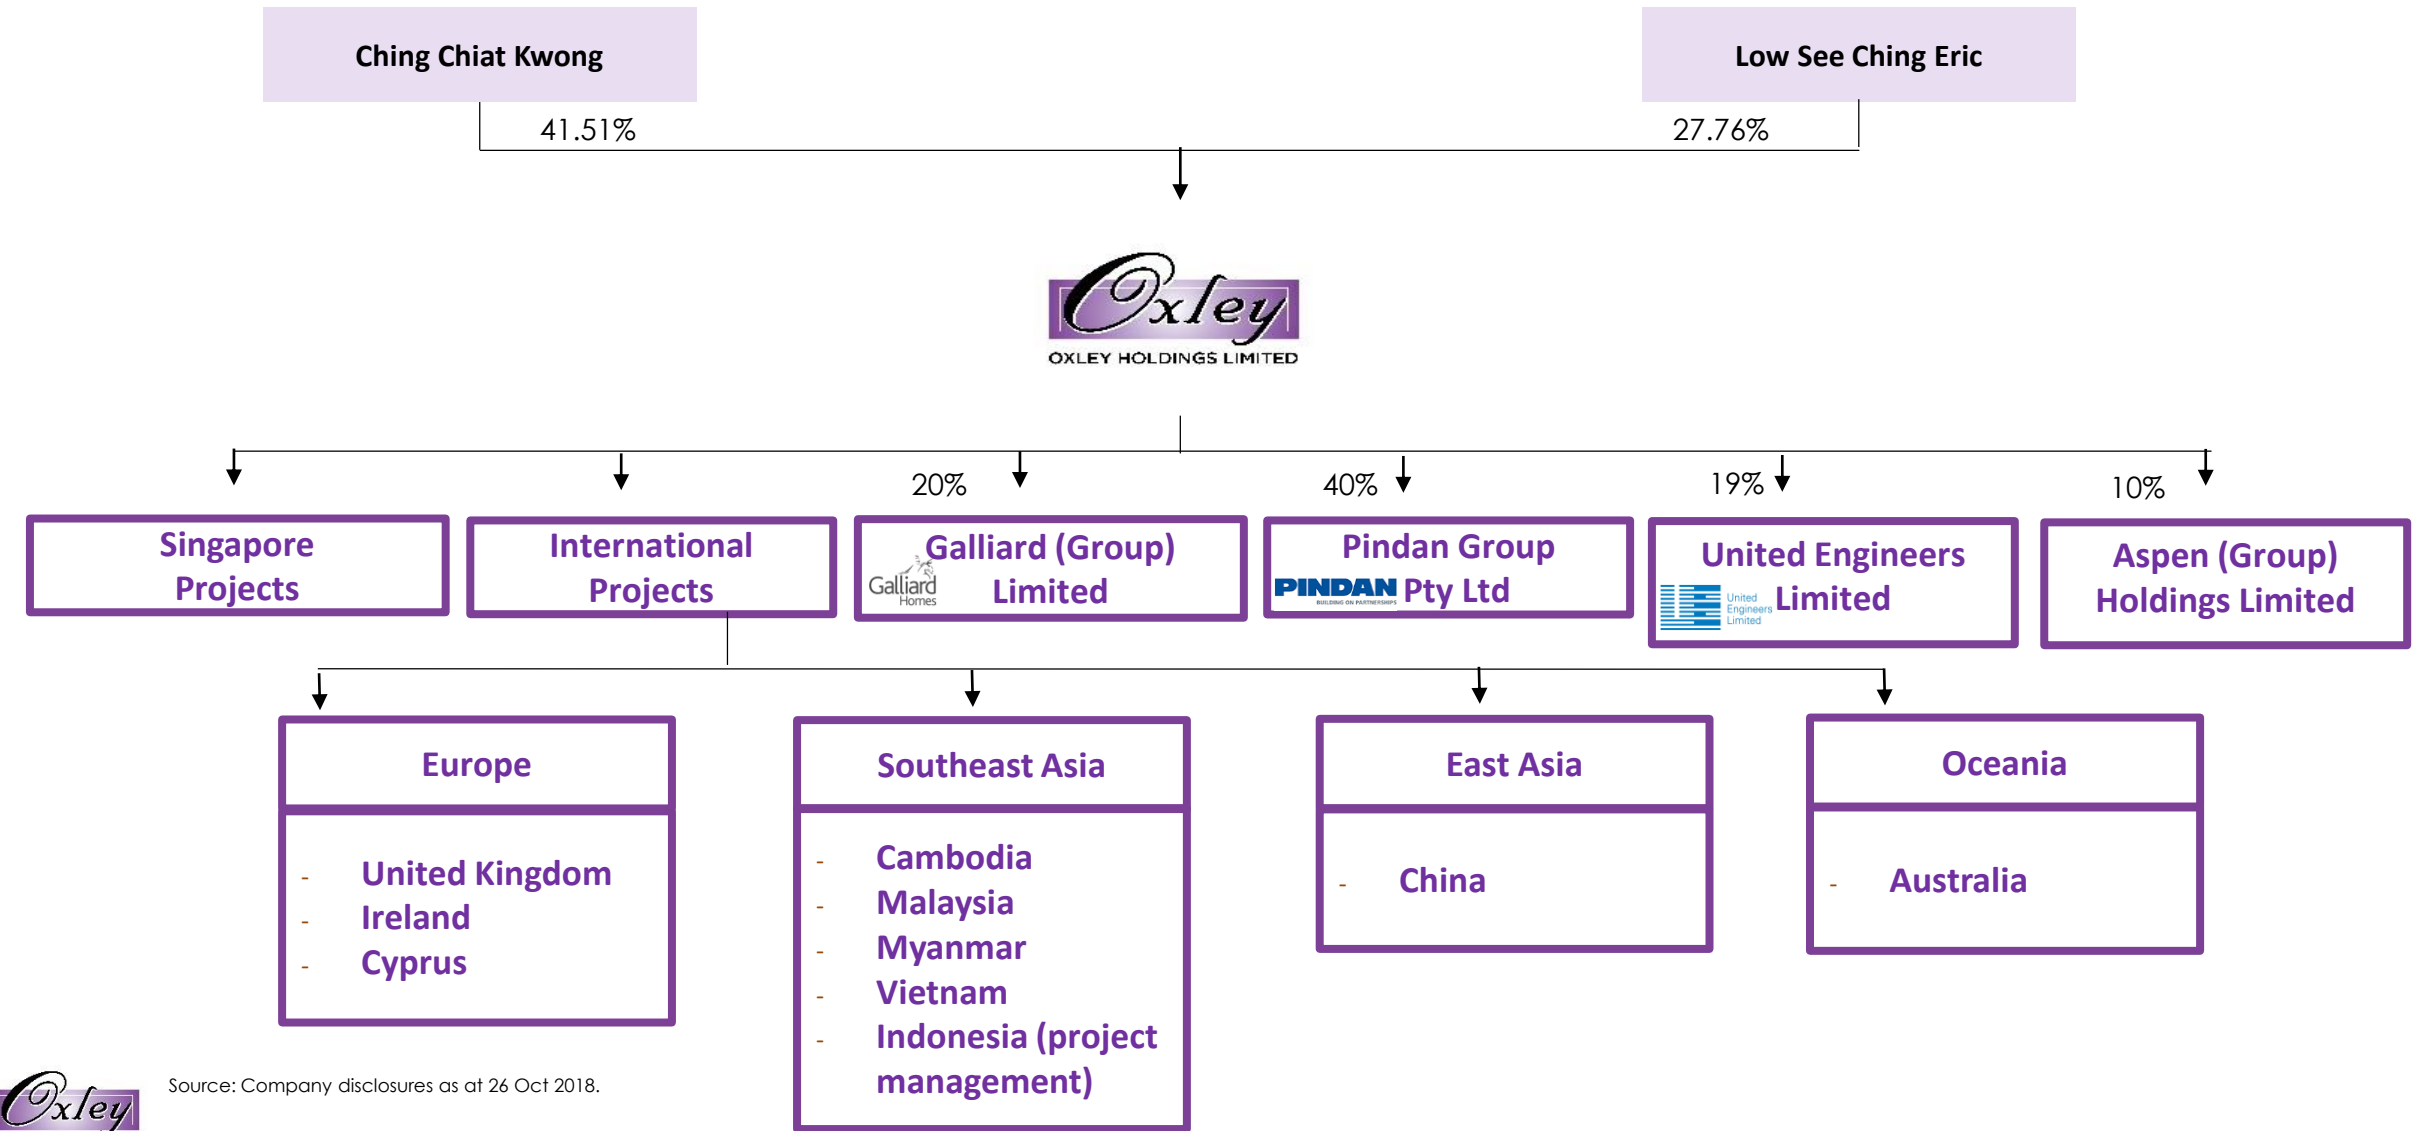 Ching Chiat Kwong
Low See Ching Eric
41.51%
27.76%
Oxley
OXLEY HOLDINGS LIMITED
20%
40%
19%
10%
Singapore
Projects
International
Projects
Galliard (Group)
Limited
Galliard
Homes
Pindan Group
Pty Ltd
PINDAN
BUILDING ON PARTNERSHIPS
United Engineers
Limited
United
Engineers
Limited
Aspen (Group)
Holdings Limited
Europe
- United Kingdom
- Ireland
- Cyprus
Southeast Asia
- Cambodia
- Malaysia
- Myanmar
- Vietnam
- Indonesia (project
management)
East Asia
- China
Oceania
- Australia
Oxley
Source: Company disclosures as at 26 Oct 2018.